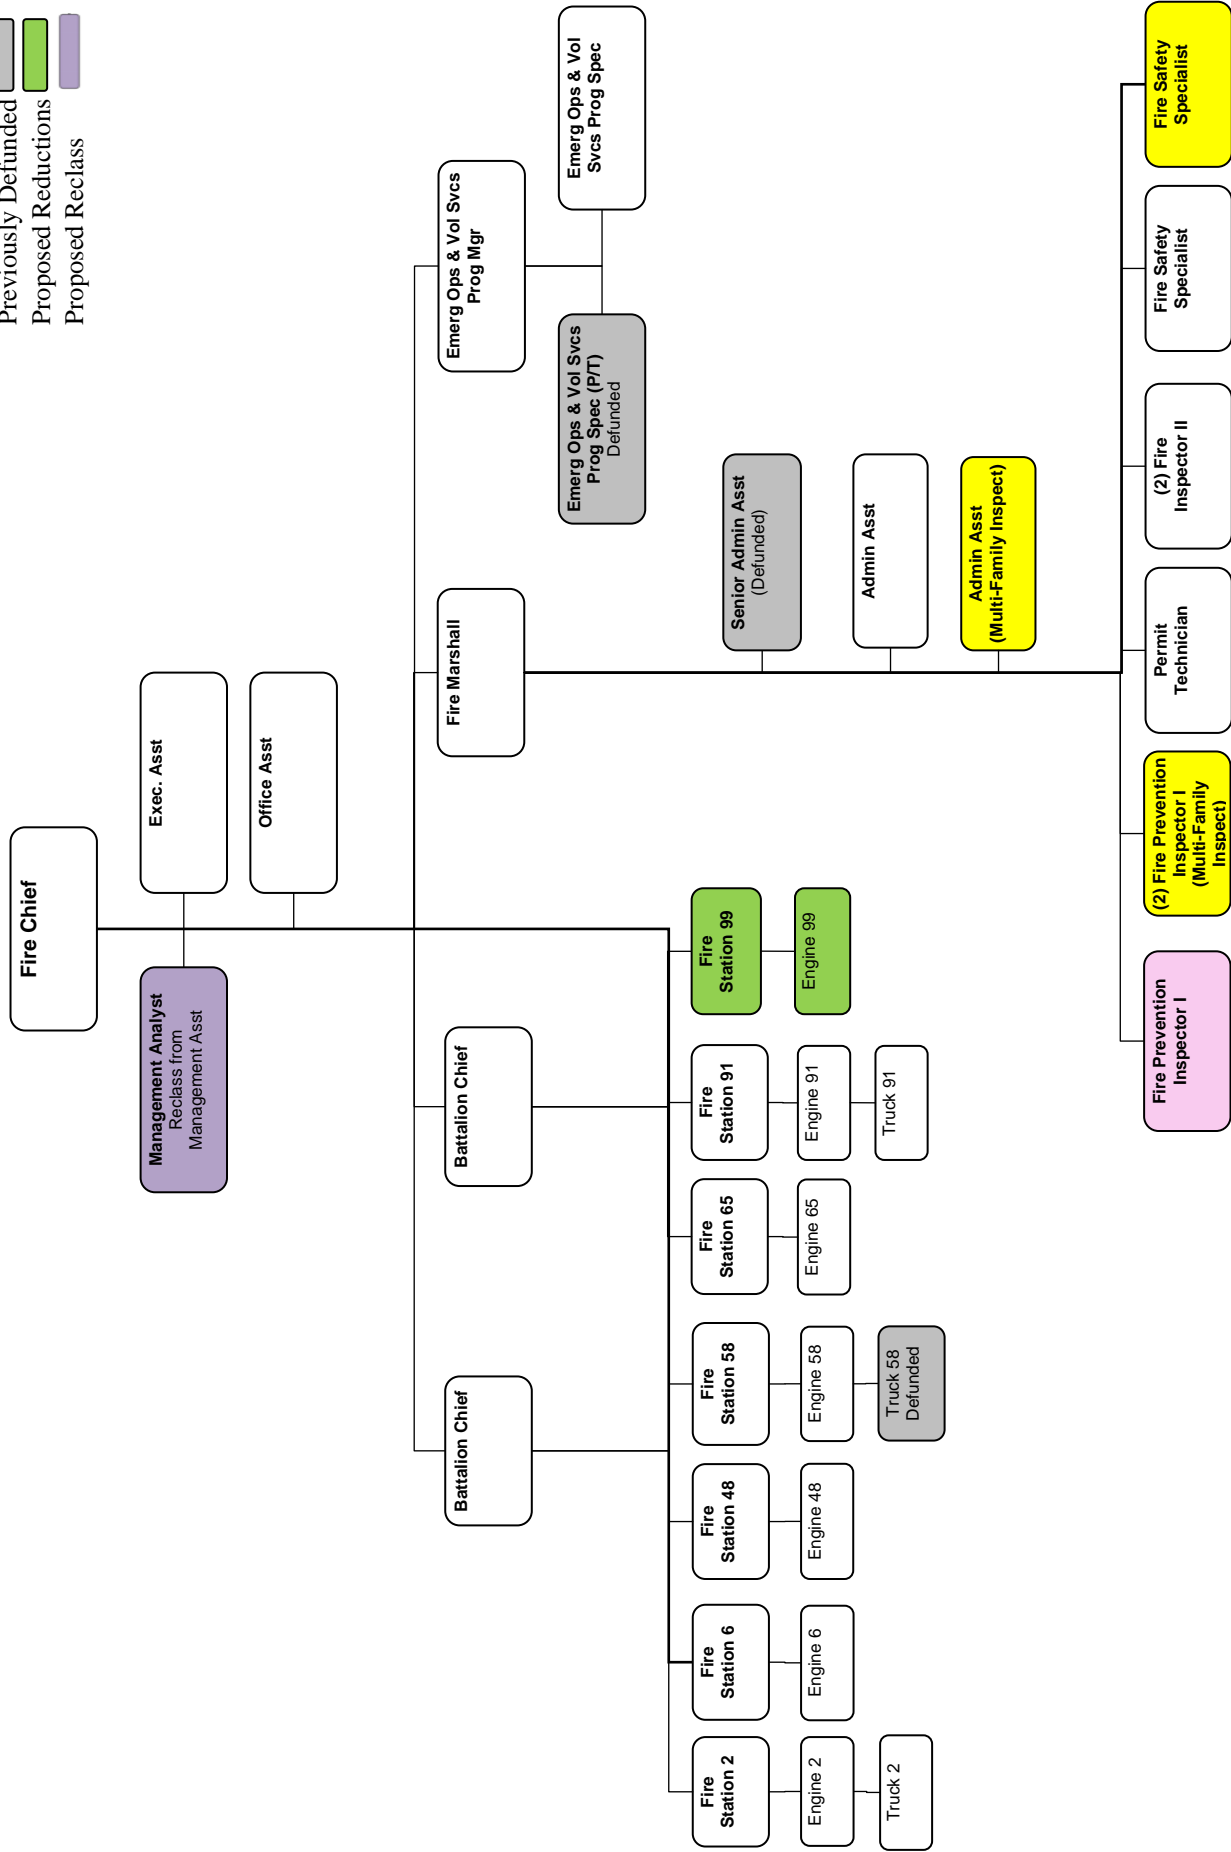 Previously Defunded
Proposed Reductions
Proposed Reclass
Fire Chief
Management Analyst
Reclass from
Management Asst
Exec. Asst
Office Asst
Battalion Chief
Battalion Chief
Fire Marshall
Emerg Ops & Vol Svcs
Prog Mgr
Emerg Ops & Vol Svcs
Prog Spec (P/T)
Defunded
Emerg Ops & Vol
Svcs Prog Spec
Fire
Station 2
Engine 2
Truck 2
Fire
Station 6
Engine 6
Fire
Station 48
Engine 48
Fire
Station 58
Engine 58
Truck 58
Defunded
Fire
Station 65
Engine 65
Fire
Station 91
Engine 91
Truck 91
Fire
Station 99
Engine 99
Senior Admin Asst
(Defunded)
Admin Asst
Admin Asst
(Multi-Family Inspect)
Fire Prevention
Inspector I
(2) Fire Prevention
Inspector I
(Multi-Family
Inspect)
Permit
Technician
(2) Fire
Inspector II
Fire Safety
Specialist
Fire Safety
Specialist